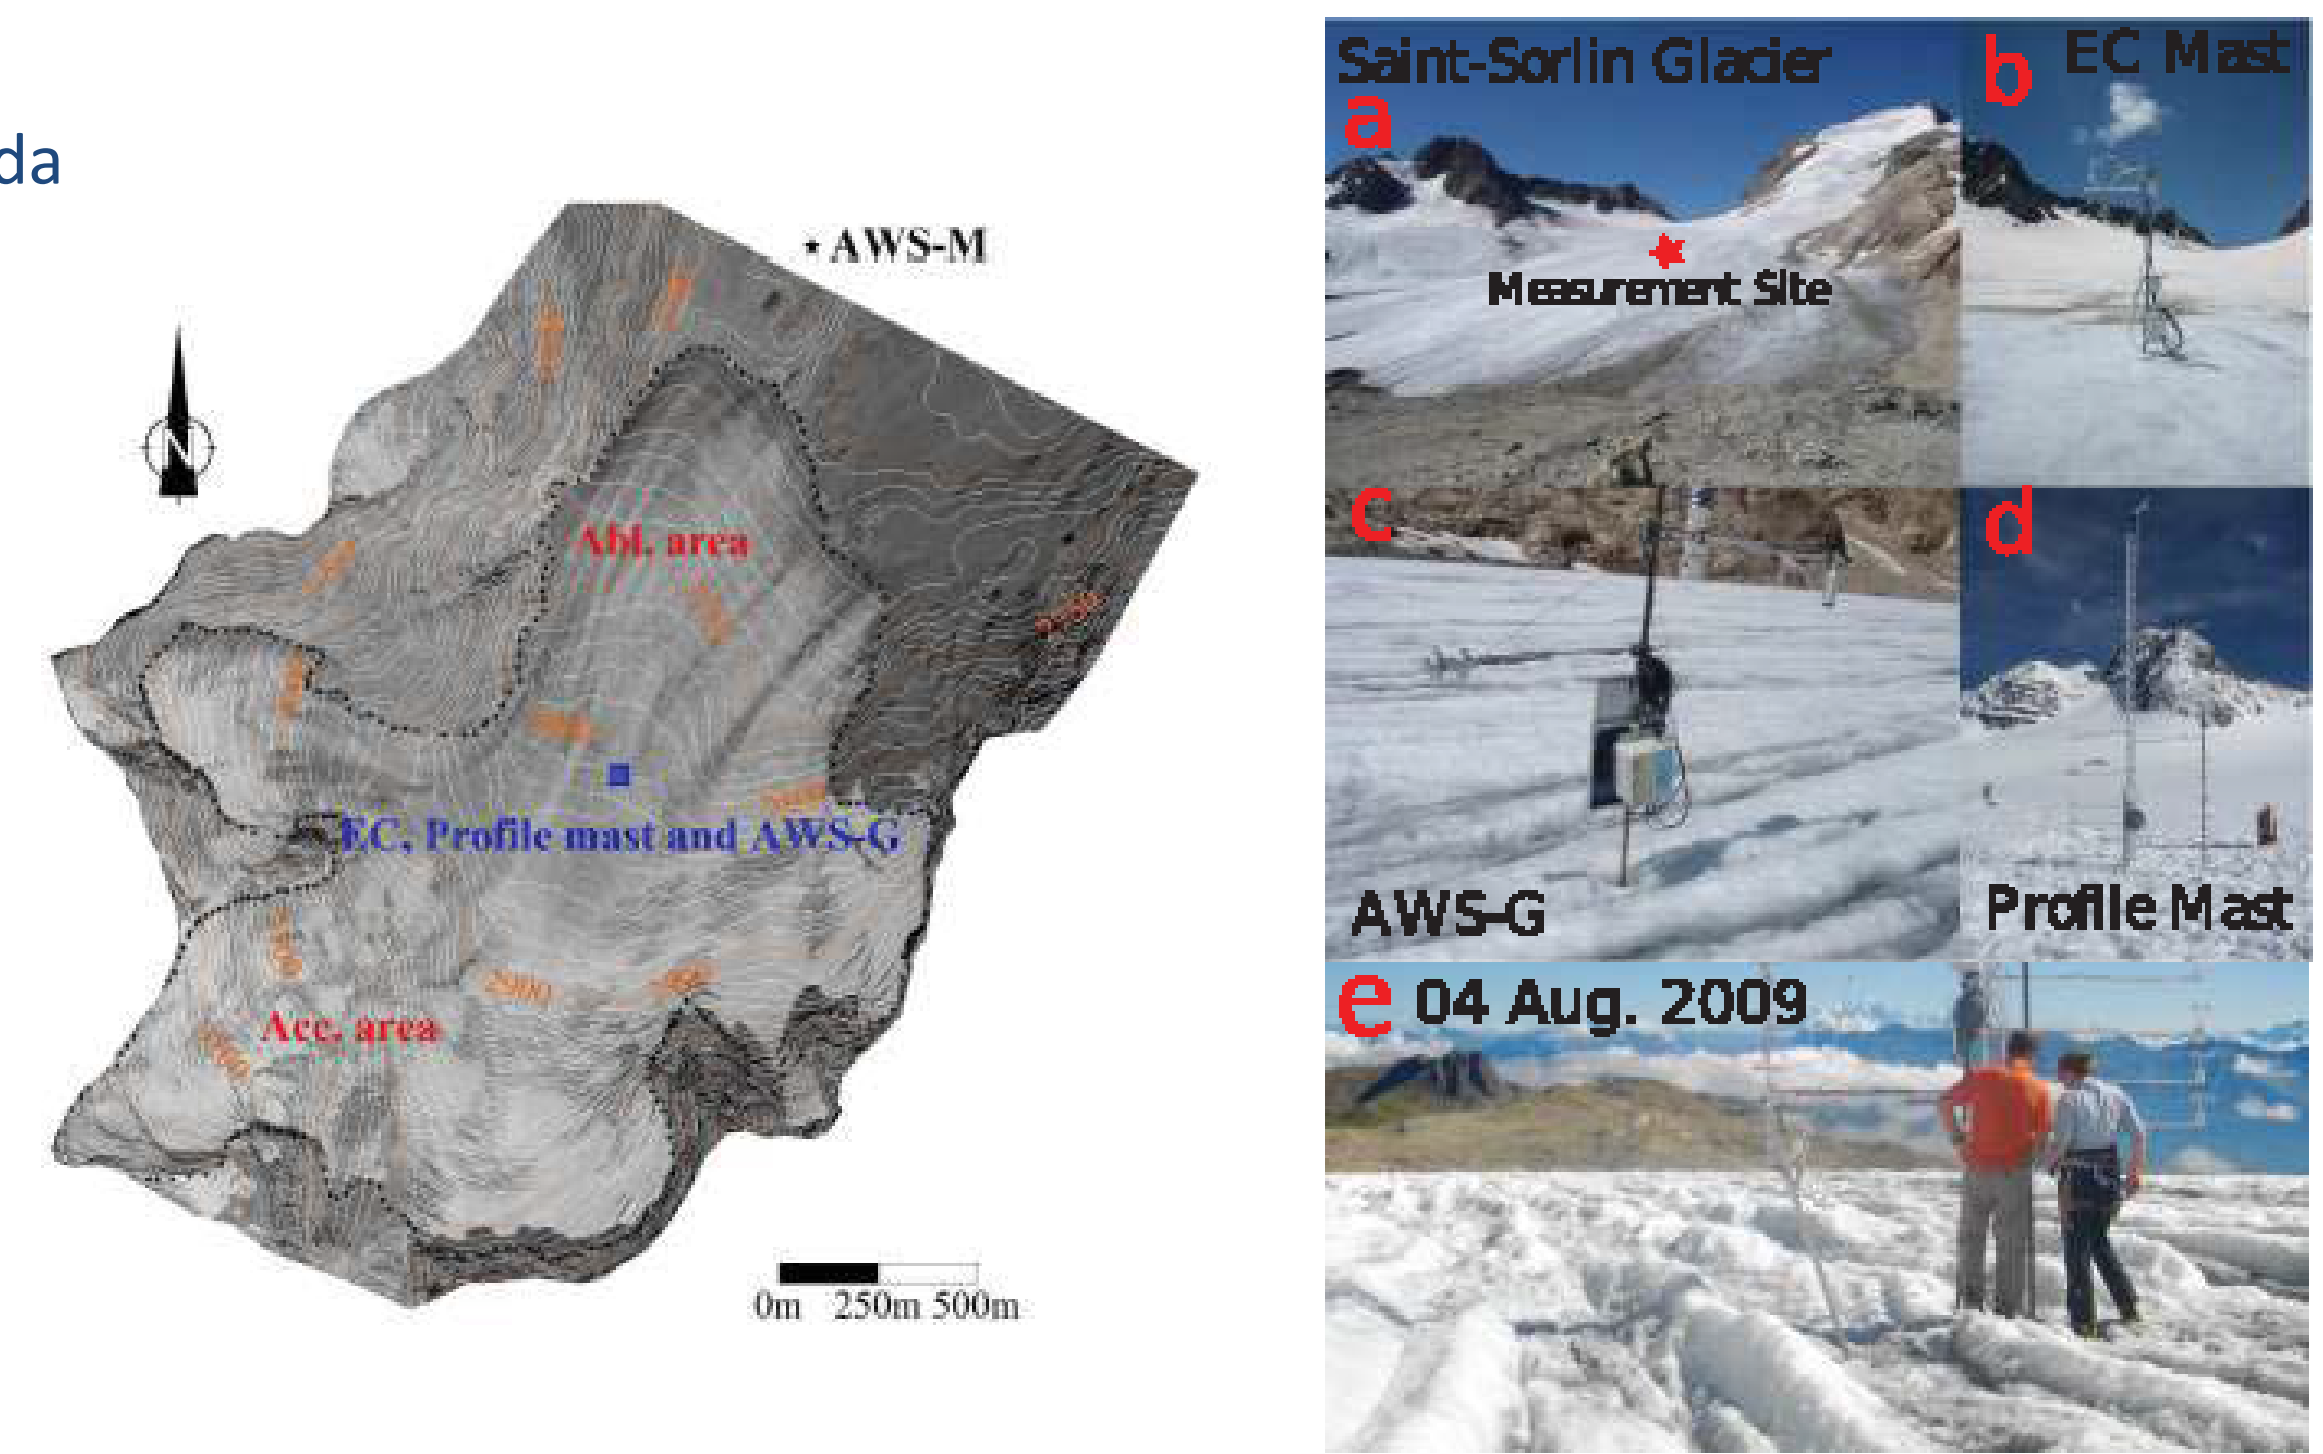 da
AWS-M
N
Abl. area
EC, Profile mast and AWS-G
2900
Acc. area
0m 250m 500m
Saint-Sorlin Glacier
a
Measurement Site
b
EC Mast
c
AWS-G
d
Profile Mast
e
04 Aug. 2009